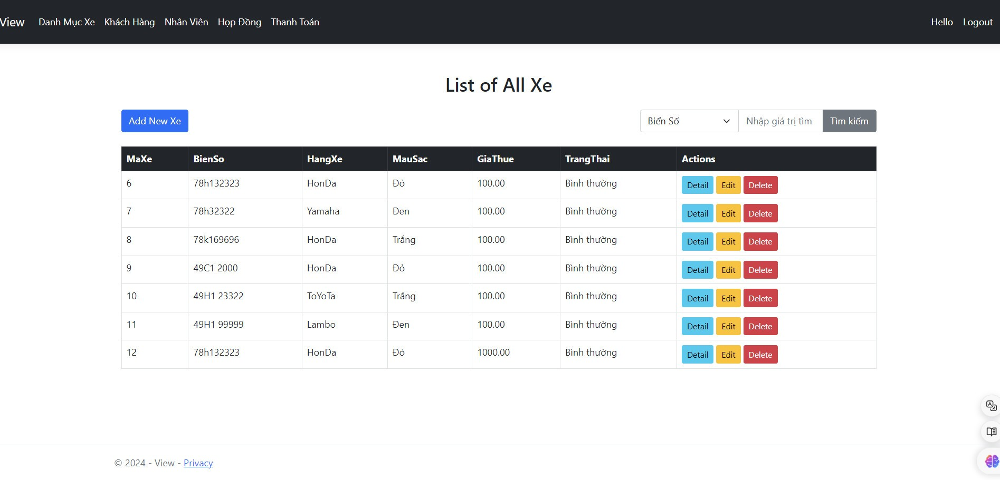 View Danh Mục Xe Khách Hàng Nhân Viên Họp Đồng Thanh Toán Hello Logout
List of All Xe
Add New Xe Biển Số Nhập giá trị tìm Tìm kiếm
MaXe BienSo HangXe MauSac GiaThue TrangThai Actions
6 78h132323 HonDa Đỏ 100.00 Bình thường Detail Edit Delete
7 78h32322 Yamaha Đen 100.00 Bình thường Detail Edit Delete
8 78k169696 HonDa Trắng 100.00 Bình thường Detail Edit Delete
9 49C1 2000 HonDa Đỏ 100.00 Bình thường Detail Edit Delete
10 49H1 23322 ToYoTa Trắng 100.00 Bình thường Detail Edit Delete
11 49H1 99999 Lambo Đen 100.00 Bình thường Detail Edit Delete
12 78h132323 HonDa Đỏ 1000.00 Bình thường Detail Edit Delete
© 2024 - View - Privacy